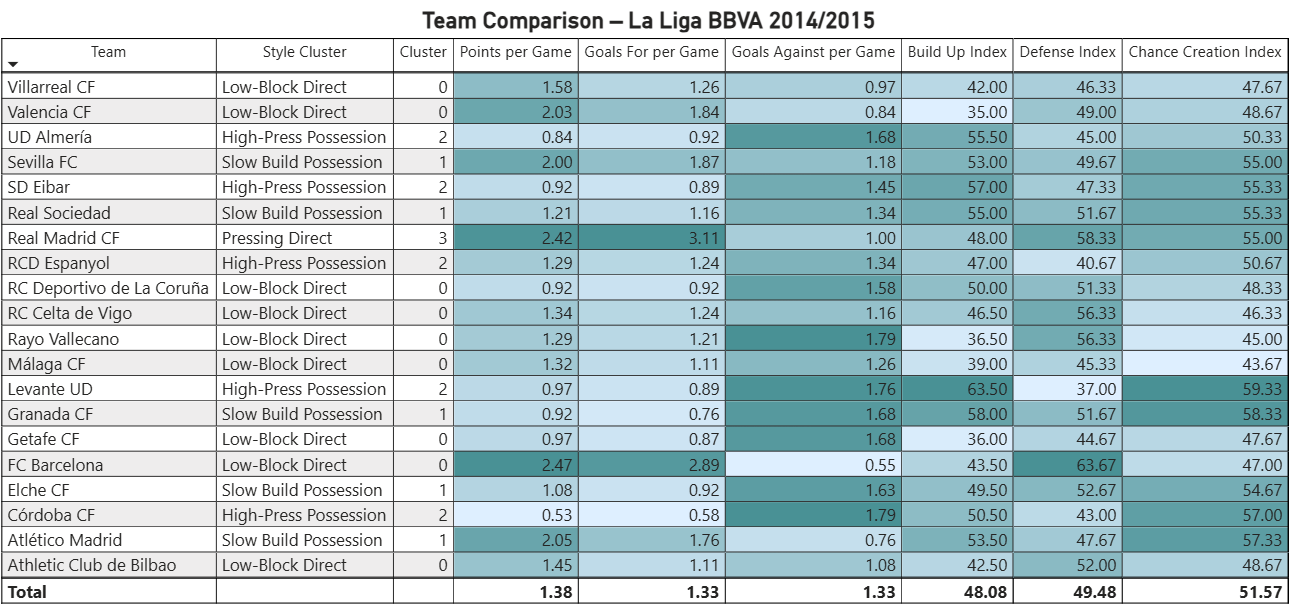 Team Comparison – La Liga BBVA 2014/2015
Team Style Cluster Cluster Points per Game Goals For per Game Goals Against per Game Build Up Index Defense Index Chance Creation Index
Villarreal CF Low-Block Direct 0 1.58 1.26 0.97 42.00 46.33 47.67
Valencia CF Low-Block Direct 0 2.03 1.84 0.84 35.00 49.00 48.67
UD Almería High-Press Possession 2 0.84 0.92 1.68 55.50 45.00 50.33
Sevilla FC Slow Build Possession 1 2.00 1.87 1.18 53.00 49.67 55.00
SD Eibar High-Press Possession 2 0.92 0.89 1.45 57.00 47.33 55.33
Real Sociedad Slow Build Possession 1 1.21 1.16 1.34 55.00 51.67 55.33
Real Madrid CF Pressing Direct 3 2.42 3.11 1.00 48.00 58.33 55.00
RCD Espanyol High-Press Possession 2 1.29 1.24 1.34 47.00 40.67 50.67
RC Deportivo de La Coruña Low-Block Direct 0 0.92 0.92 1.58 50.00 51.33 48.33
RC Celta de Vigo Low-Block Direct 0 1.34 1.24 1.16 46.50 56.33 46.33
Rayo Vallecano Low-Block Direct 0 1.29 1.21 1.79 36.50 56.33 45.00
Málaga CF Low-Block Direct 0 1.32 1.11 1.26 39.00 45.33 43.67
Levante UD High-Press Possession 2 0.97 0.89 1.76 63.50 37.00 59.33
Granada CF Slow Build Possession 1 0.92 0.76 1.68 58.00 51.67 58.33
Getafe CF Low-Block Direct 0 0.97 0.87 1.68 36.00 44.67 47.67
FC Barcelona Low-Block Direct 0 2.47 2.89 0.55 43.50 63.67 47.00
Elche CF Slow Build Possession 1 1.08 0.92 1.63 49.50 52.67 54.67
Córdoba CF High-Press Possession 2 0.53 0.58 1.79 50.50 43.00 57.00
Atlético Madrid Slow Build Possession 1 2.05 1.76 0.76 53.50 47.67 57.33
Athletic Club de Bilbao Low-Block Direct 0 1.45 1.11 1.08 42.50 52.00 48.67
Total 1.38 1.33 1.33 48.08 49.48 51.57